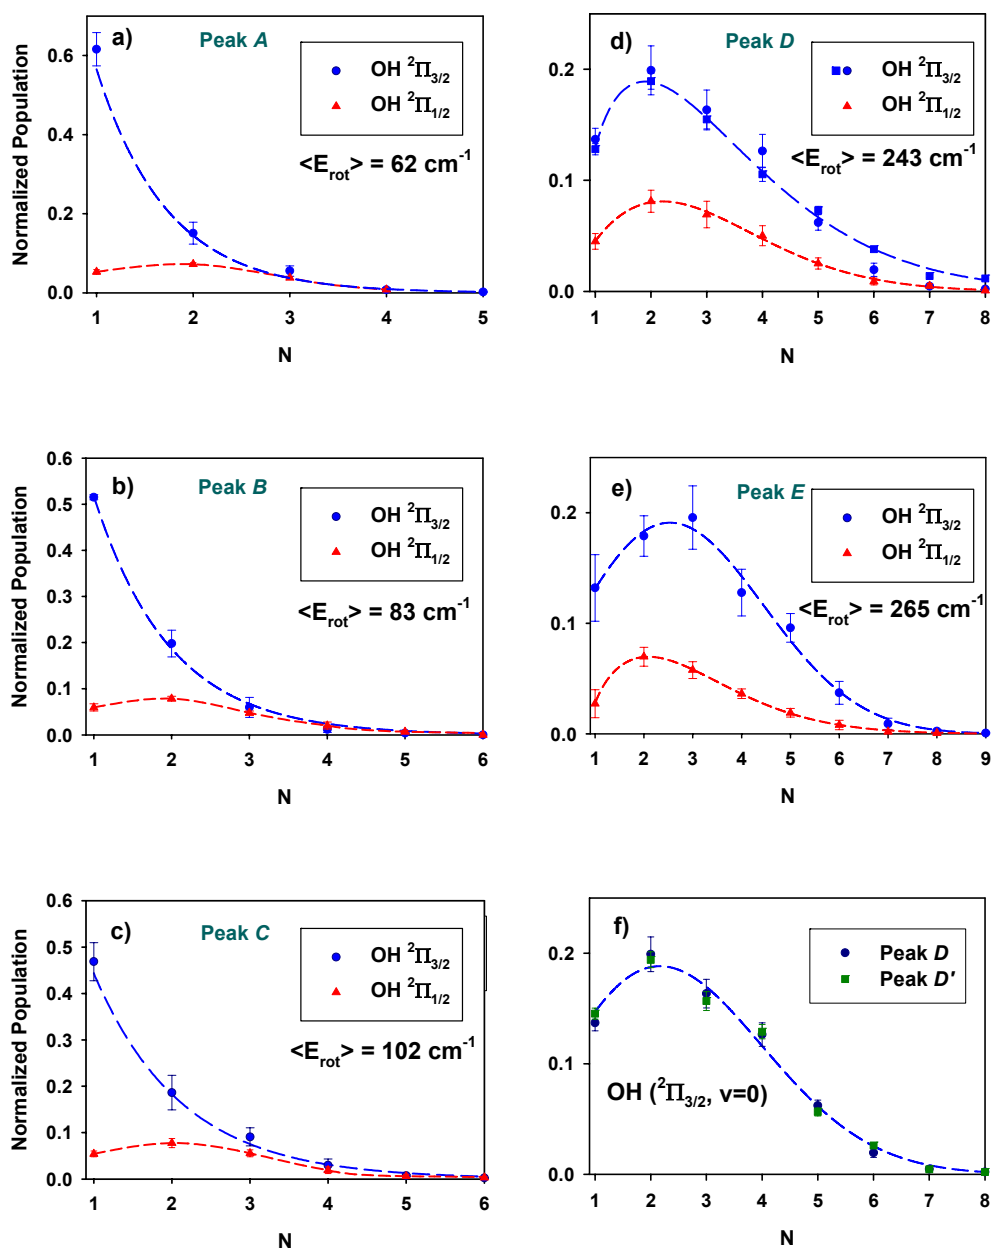 a)
Peak A
OH ²Π₃/₂
OH ²Π₁/₂
<E_rot> = 62 cm⁻¹
Normalized Population
0.6
0.4
0.2
0.0
1 2 3 4 5
N
d)
Peak D
OH ²Π₃/₂
OH ²Π₁/₂
<E_rot> = 243 cm⁻¹
0.2
0.1
0.0
1 2 3 4 5 6 7 8
N
b)
Peak B
OH ²Π₃/₂
OH ²Π₁/₂
<E_rot> = 83 cm⁻¹
Normalized Population
0.6
0.5
0.4
0.3
0.2
0.1
0.0
1 2 3 4 5 6
N
e)
Peak E
OH ²Π₃/₂
OH ²Π₁/₂
<E_rot> = 265 cm⁻¹
0.2
0.1
0.0
1 2 3 4 5 6 7 8 9
N
c)
Peak C
OH ²Π₃/₂
OH ²Π₁/₂
<E_rot> = 102 cm⁻¹
Normalized Population
0.6
0.5
0.4
0.3
0.2
0.1
0.0
1 2 3 4 5 6
N
f)
Peak D
Peak D'
OH (²Π₃/₂, v=0)
0.2
0.1
0.0
1 2 3 4 5 6 7 8
N